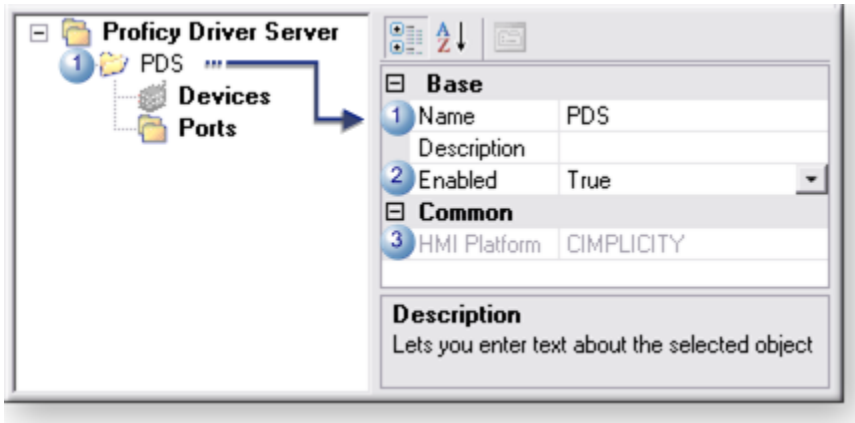 Proficy Driver Server
1 PDS
Devices
Ports
A Z
Base
1 Name PDS
Description
2 Enabled True
Common
3 HMI Platform CIMPLICITY
Description
Lets you enter text about the selected object